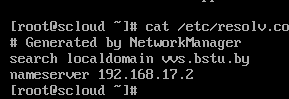 [root@scloud ~]# cat /etc/resolv.co
# Generated by NetworkManager
search localdomain vvs.bstu.by
nameserver 192.168.17.2
[root@scloud ~]#